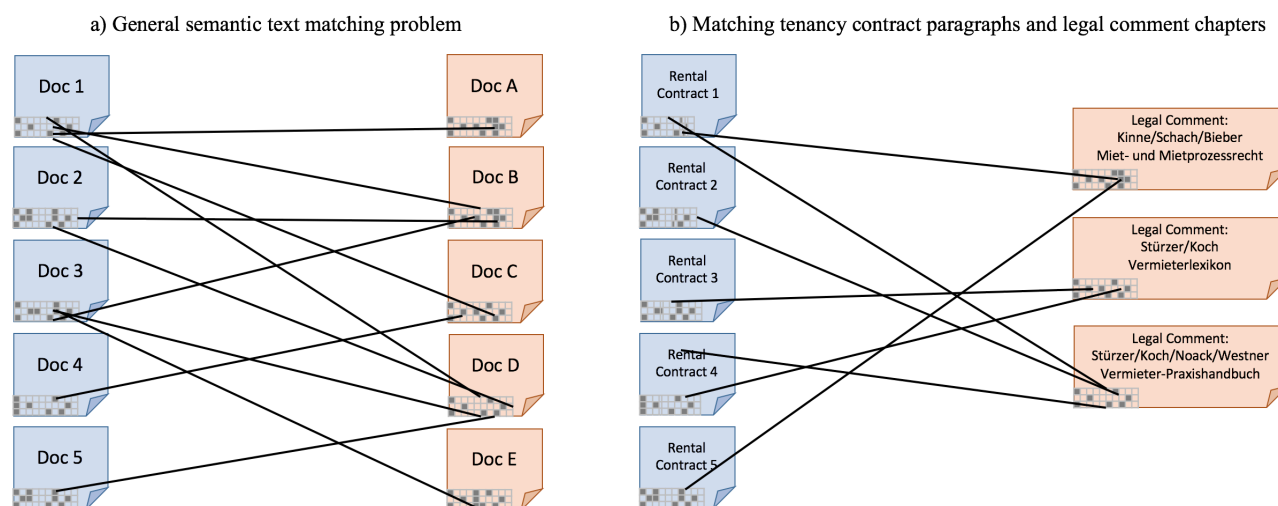 a) General semantic text matching problem
Doc 1
Doc 2
Doc 3
Doc 4
Doc 5
Doc A
Doc B
Doc C
Doc D
Doc E
b) Matching tenancy contract paragraphs and legal comment chapters
Rental
Contract 1
Rental
Contract 2
Rental
Contract 3
Rental
Contract 4
Rental
Contract 5
Legal Comment:
Kinne/Schach/Bieber
Miet- und Mietprozessrecht
Legal Comment:
Stürzer/Koch
Vermieterlexikon
Legal Comment:
Stürzer/Koch/Noack/Westner
Vermieter-Praxishandbuch